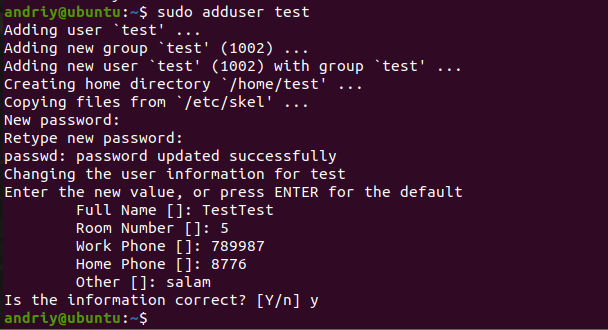 andriy@ubuntu:~$ sudo adduser test
Adding user `test' ...
Adding new group `test' (1002) ...
Adding new user `test' (1002) with group `test' ...
Creating home directory `/home/test' ...
Copying files from `/etc/skel' ...
New password:
Retype new password:
passwd: password updated successfully
Changing the user information for test
Enter the new value, or press ENTER for the default
Full Name []: TestTest
Room Number []: 5
Work Phone []: 789987
Home Phone []: 8776
Other []: salam
Is the information correct? [Y/n] y
andriy@ubuntu:~$